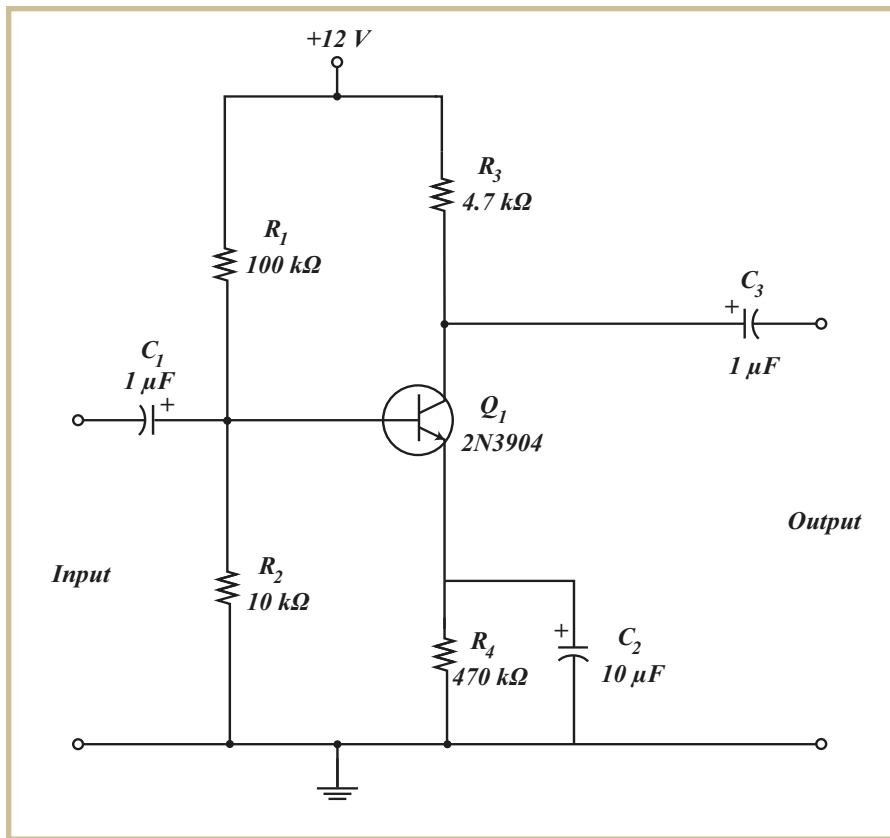 +12 V
R3
4.7 kΩ
R1
100 kΩ
C3
+
1 µF
C1
1 µF
+
Q1
2N3904
Output
Input
R2
10 kΩ
+
C2
10 µF
R4
470 kΩ